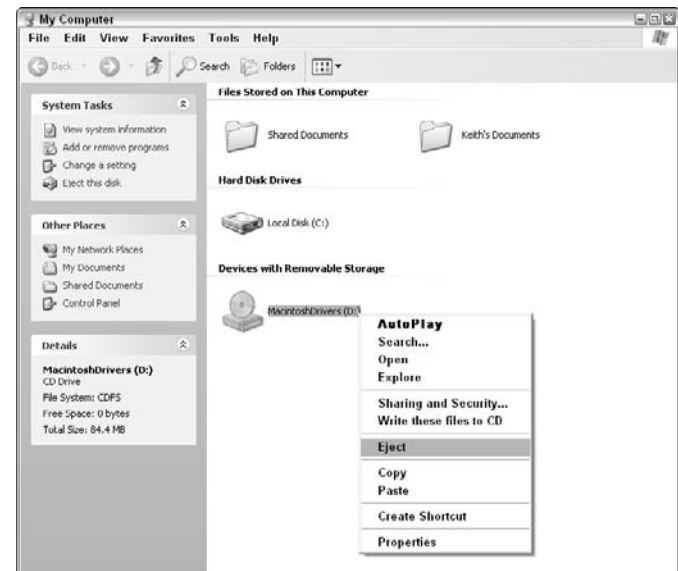 My Computer
File Edit View Favorites Tools Help
Back Search Folders
System Tasks
View system information
Add or remove programs
Change a setting
Eject this disk
Other Places
My Network Places
My Documents
Shared Documents
Control Panel
Details
MacintoshDrivers (D:)
CD Drive
File System: CDFS
Free Space: 0 bytes
Total Size: 84.4 MB
Files Stored on This Computer
Shared Documents Keith's Documents
Hard Disk Drives
Local Disk (C:)
Devices with Removable Storage
MacintoshDrivers (D:)
AutoPlay
Search...
Open
Explore
Sharing and Security...
Write these files to CD
Eject
Copy
Paste
Create Shortcut
Properties